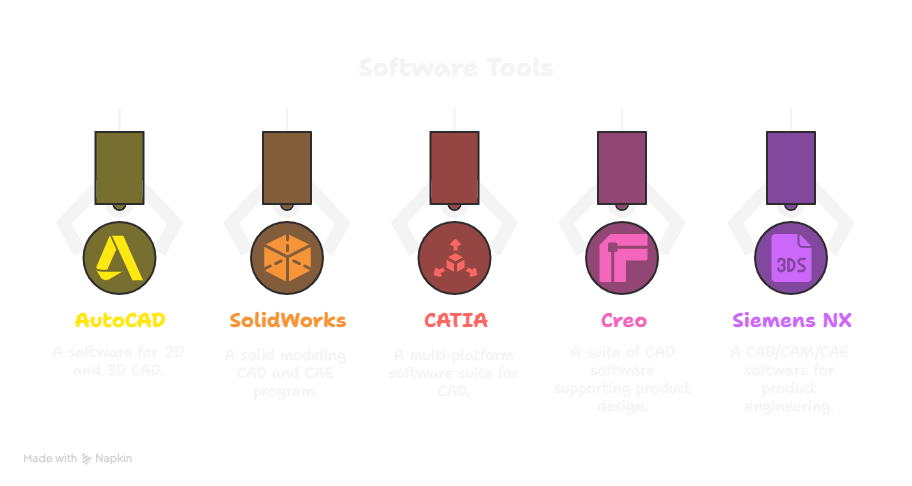 Software Tools
3DS
AutoCAD
SolidWorks
CATIA
Creo
Siemens NX
A software for 2D
and 3D CAD.
A solid modeling
CAD and CAE
program.
A multi-platform
software suite for
CAD.
A suite of CAD
software
supporting product
design.
A CAD/CAM/CAE
software for
product
engineering.
Made with Napkin